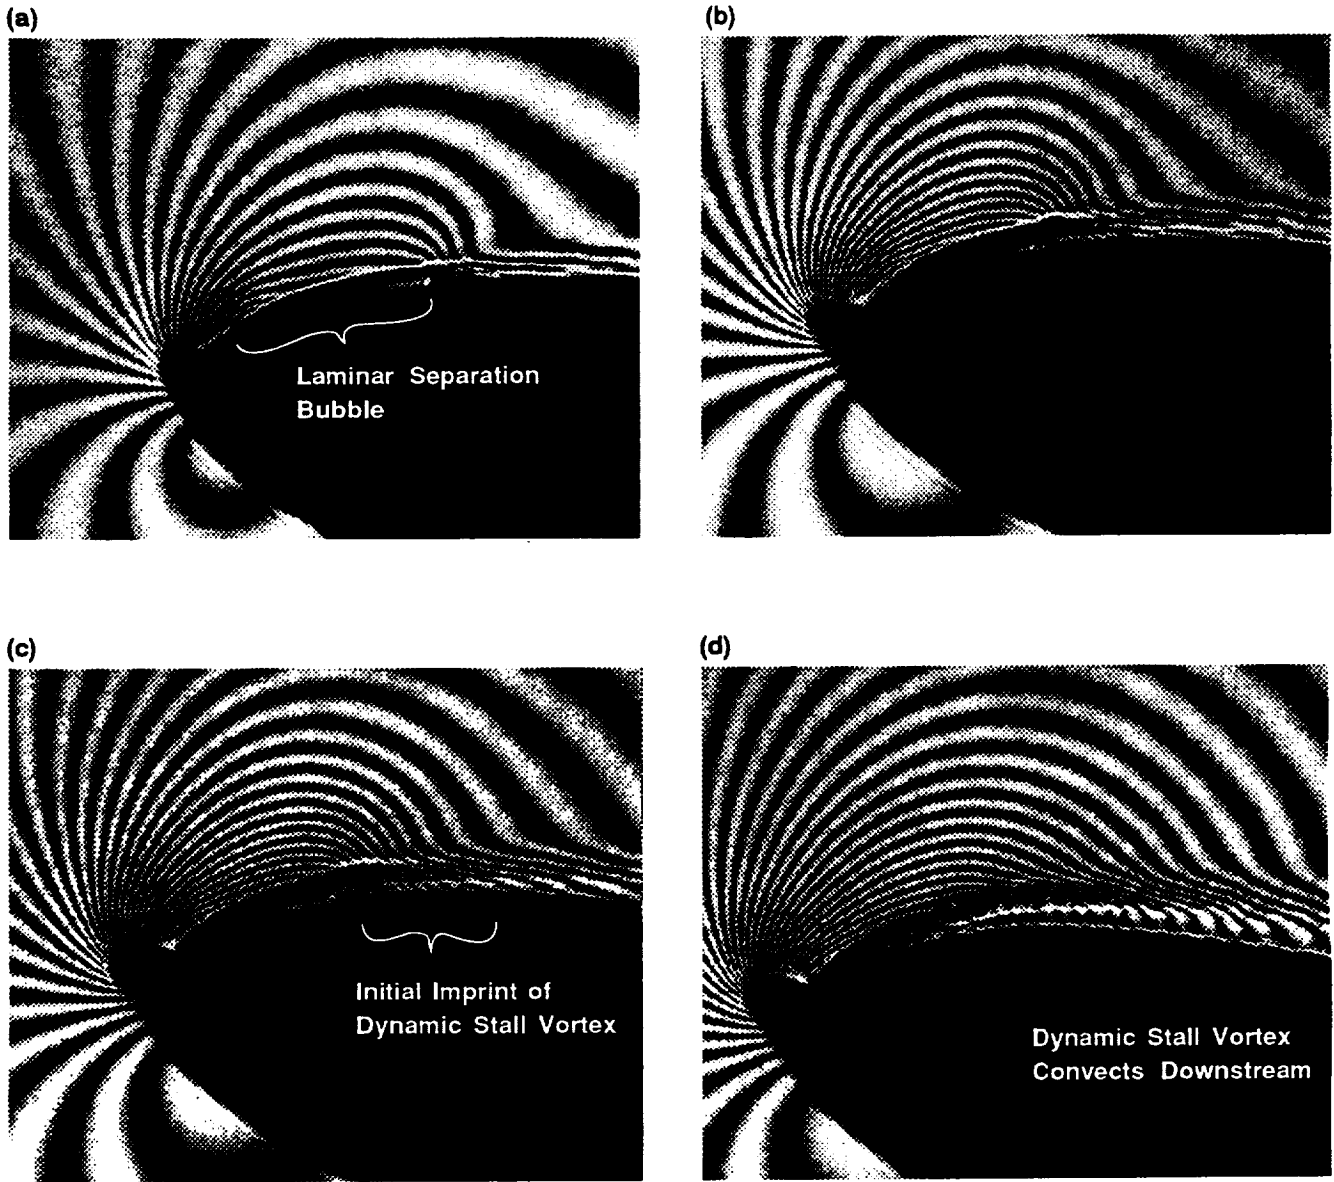 (a)
(b)
Laminar Separation
Bubble
(c)
(d)
Initial Imprint of
Dynamic Stall Vortex
Dynamic Stall Vortex
Convects Downstream